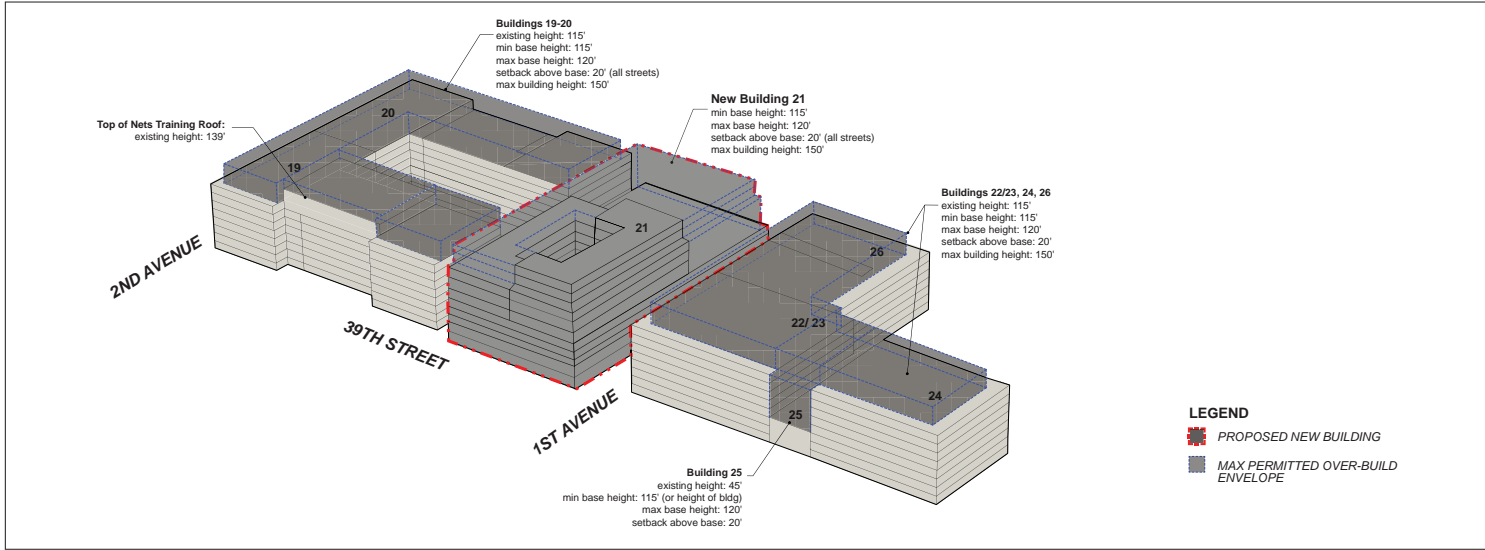 Buildings 19-20
existing height: 115'
min base height: 115'
max base height: 120'
setback above base: 20' (all streets)
max building height: 150'
New Building 21
min base height: 115'
max base height: 120'
setback above base: 20' (all streets)
max building height: 150'
Top of Nets Training Roof:
existing height: 139'
Buildings 22/23, 24, 26
existing height: 115'
min base height: 115'
max base height: 120'
setback above base: 20'
max building height: 150'
20
19
21
26
22/ 23
24
25
2ND AVENUE
39TH STREET
1ST AVENUE
Building 25
existing height: 45'
min base height: 115' (or height of bldg)
max base height: 120'
setback above base: 20'
LEGEND
PROPOSED NEW BUILDING
MAX PERMITTED OVER-BUILD
ENVELOPE